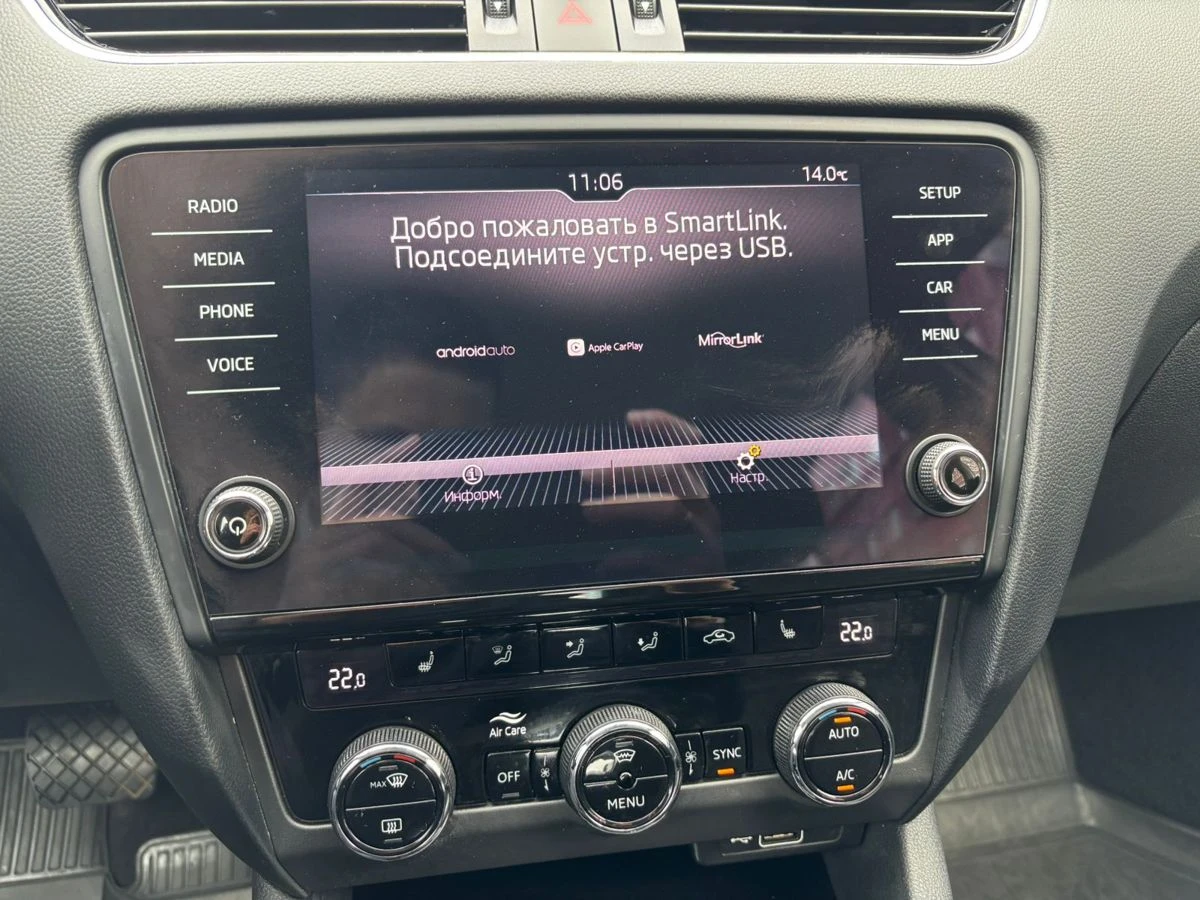 11:06
14.0°C
RADIO
MEDIA
PHONE
VOICE
Добро пожаловать в SmartLink.
Подсоедините устр. через USB.
androidauto
Apple CarPlay
MirrorLink
Информ.
Настр.
SETUP
APP
CAR
MENU
22.0
22.0
Air Care
MAX
OFF
MENU
SYNC
AUTO
A/C